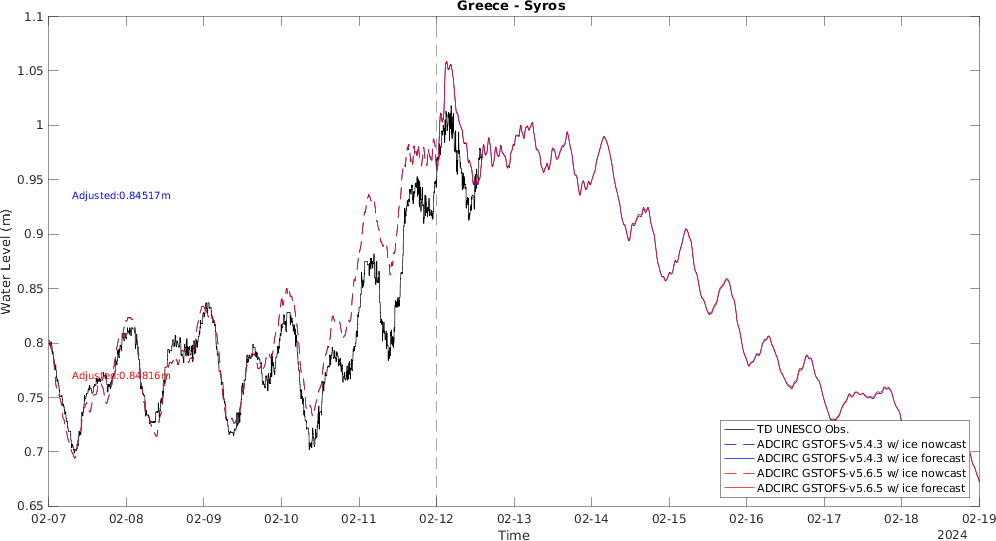 Greece - Syros
1.1
1.05
1
0.95
0.9
0.85
0.8
0.75
0.7
0.65
Water Level (m)
Adjusted:0.84517m
Adjusted:0.84816m
TD UNESCO Obs.
ADCIRC GSTOFS-v5.4.3 w/ ice nowcast
ADCIRC GSTOFS-v5.4.3 w/ ice forecast
ADCIRC GSTOFS-v5.6.5 w/ ice nowcast
ADCIRC GSTOFS-v5.6.5 w/ ice forecast
02-07 02-08 02-09 02-10 02-11 02-12 02-13 02-14 02-15 02-16 02-17 02-18 02-19
Time
2024